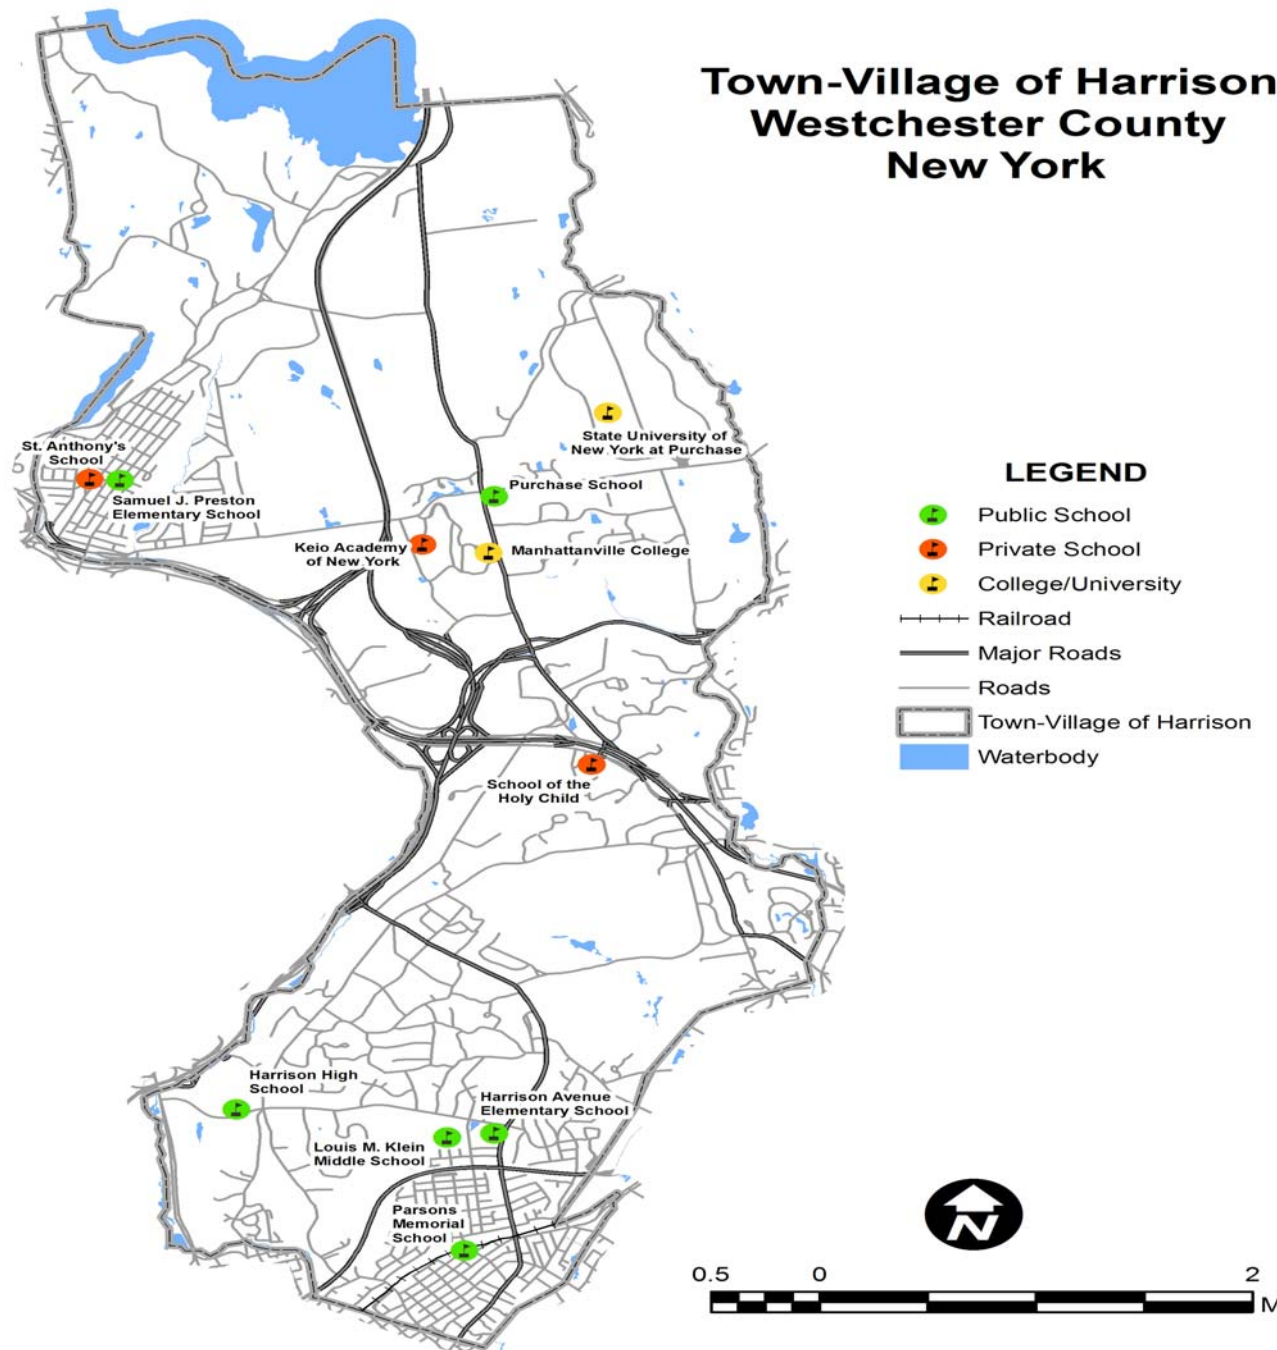 Town-Village of Harrison
Westchester County
New York
St. Anthony's
School
Samuel J. Preston
Elementary School
State University of
New York at Purchase
Purchase School
Keio Academy
of New York
Manhattanville College
School of the
Holy Child
Harrison High
School
Harrison Avenue
Elementary School
Louis M. Klein
Middle School
Parsons
Memorial
School
LEGEND
Public School
Private School
College/University
Railroad
Major Roads
Roads
Town-Village of Harrison
Waterbody
N
0.5 0 2
M